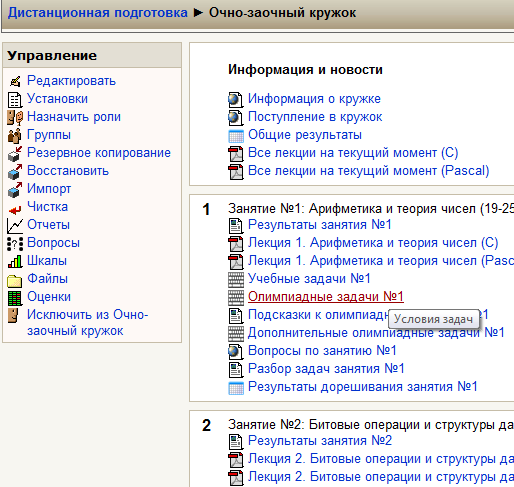 Дистанционная подготовка ► Очно-заочный кружок
Управление
Редактировать
Установки
Назначить роли
Группы
Резервное копирование
Восстановить
Импорт
Чистка
Отчеты
Вопросы
Шкалы
Файлы
Оценки
Исключить из Очно-
заочный кружок
Информация и новости
Информация о кружке
Поступление в кружок
Общие результаты
Все лекции на текущий момент (C)
Все лекции на текущий момент (Pascal)
1 Занятие №1: Арифметика и теория чисел (19-25
Результаты занятия №1
Лекция 1. Арифметика и теория чисел (C)
Лекция 1. Арифметика и теория чисел (Pasc
Учебные задачи №1
Олимпиадные задачи №1
Подсказки к олимпиадн
1
Условия задач
Дополнительные олимпиадные задачи №1
Вопросы по занятию №1
Разбор задач занятия №1
Результаты дорешивания занятия №1
2 Занятие №2: Битовые операции и структуры да
Результаты занятия №2
Лекция 2. Битовые операции и структуры да
Лекция 2. Битовые операции и структуры да